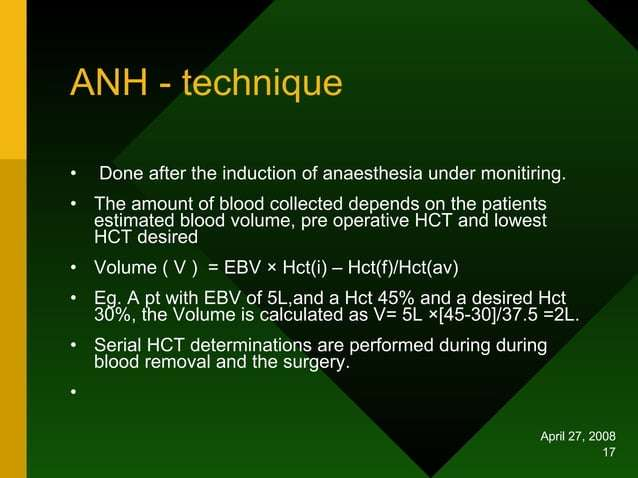 ANH - technique
• Done after the induction of anaesthesia under monitiring.
• The amount of blood collected depends on the patients
estimated blood volume, pre operative HCT and lowest
HCT desired
• Volume ( V ) = EBV × Hct(i) – Hct(f)/Hct(av)
• Eg. A pt with EBV of 5L,and a Hct 45% and a desired Hct
30%, the Volume is calculated as V= 5L ×[45-30]/37.5 =2L.
• Serial HCT determinations are performed during during
blood removal and the surgery.
•
April 27, 2008
17